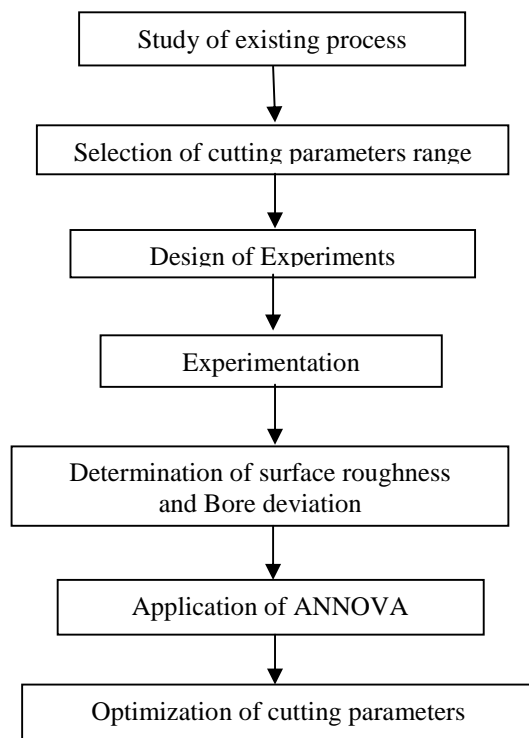 Study of existing process
Selection of cutting parameters range
Design of Experiments
Experimentation
Determination of surface roughness
and Bore deviation
Application of ANNOVA
Optimization of cutting parameters